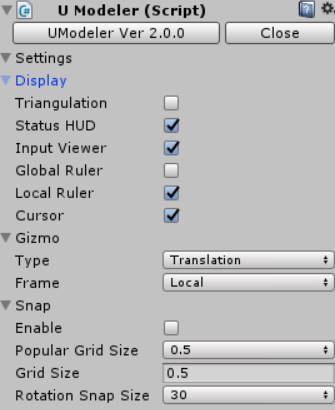 U Modeler (Script)
UModeler Ver 2.0.0 Close
Settings
Display
Triangulation
Status HUD
Input Viewer
Global Ruler
Local Ruler
Cursor
Gizmo
Type Translation
Frame Local
Snap
Enable
Popular Grid Size 0.5
Grid Size 0.5
Rotation Snap Size 30